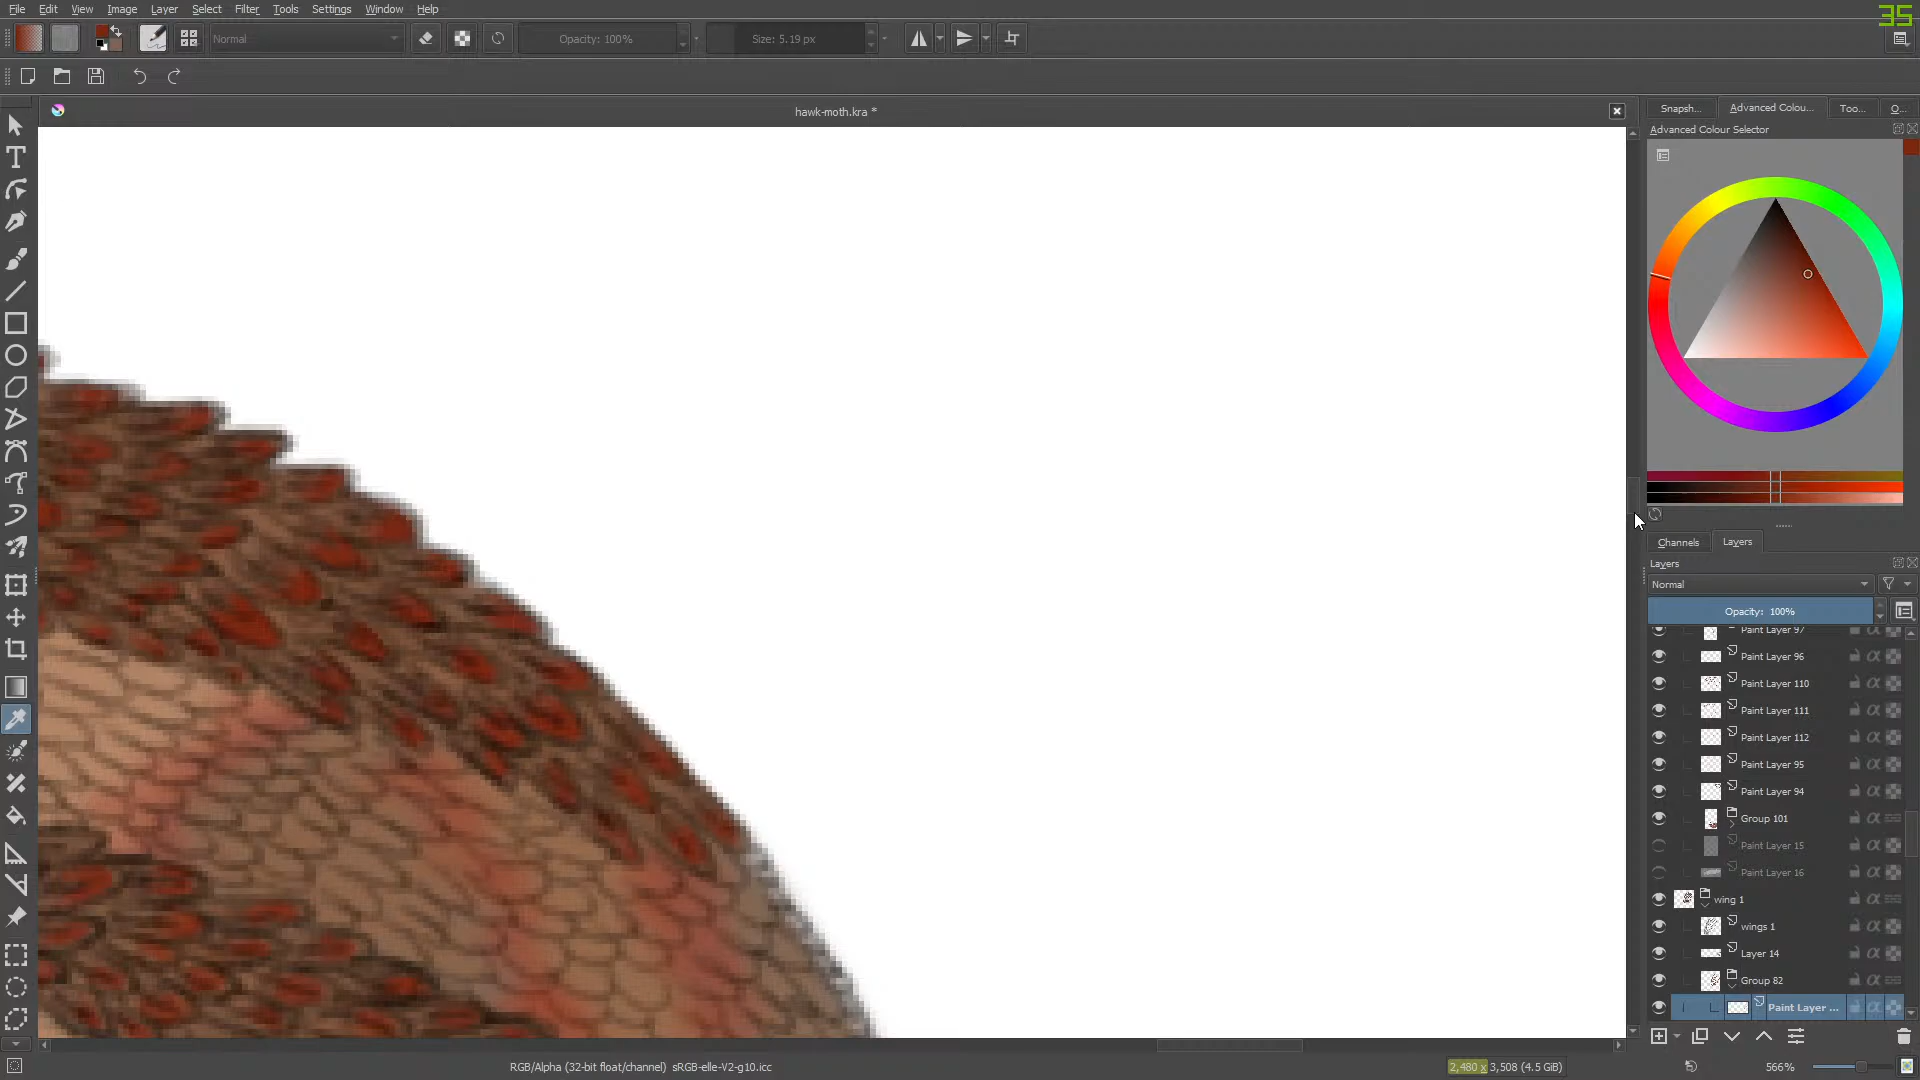 File Edit View Image Layer Filter Tools Settings Window Help
Select
35
Normal
Opacity: 100%
Size: 5.19 px
hawk-moth.kra *
Snapsh...
Advanced Colou...
Too...
O...
Advanced Colour Selector
Channels
Layers
Layers
Normal
Opacity: 100%
Paint Layer 97
Paint Layer 96
Paint Layer 110
Paint Layer 111
Paint Layer 112
Paint Layer 95
Paint Layer 94
Group 101
Paint Layer 15
Paint Layer 16
wing 1
wings 1
Layer 14
Group 82
Paint Layer ...
RGB/Alpha (32-bit float/channel) sRGB-elle-V2-g10.icc
2,480 x 3,508 (4.5 GiB)
566%